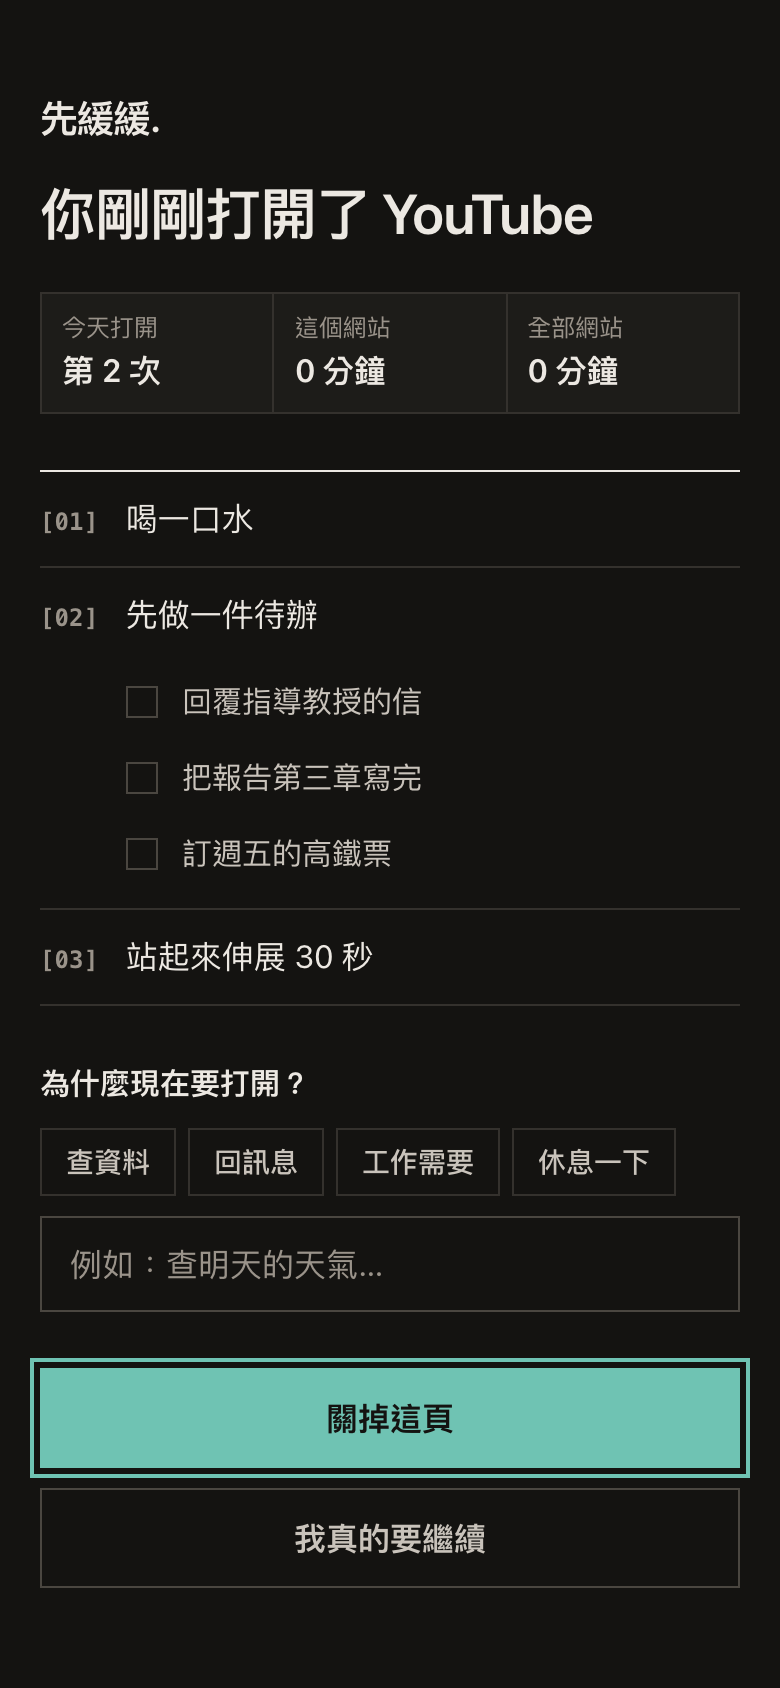 先緩緩.
你剛剛打開了 YouTube
今天打開
第 2 次
這個網站
0 分鐘
全部網站
0 分鐘
[01] 喝一口水
[02] 先做一件待辦
回覆指導教授的信
把報告第三章寫完
訂週五的高鐵票
[03] 站起來伸展 30 秒
為什麼現在要打開？
查資料
回訊息
工作需要
休息一下
例如：查明天的天氣…
關掉這頁
我真的要繼續